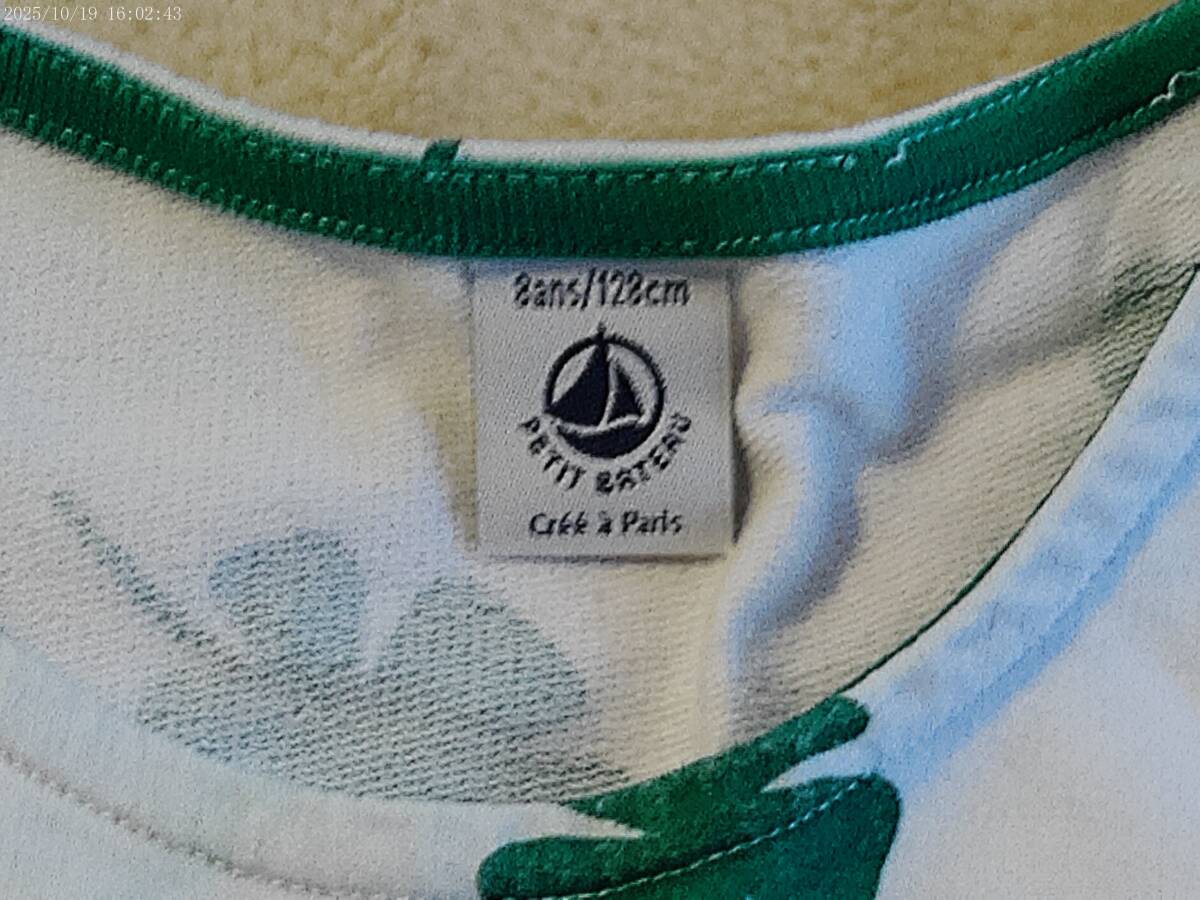 2025/10/19 16:02:43
8ans/128cm
PETIT BATEAU
Créé à Paris